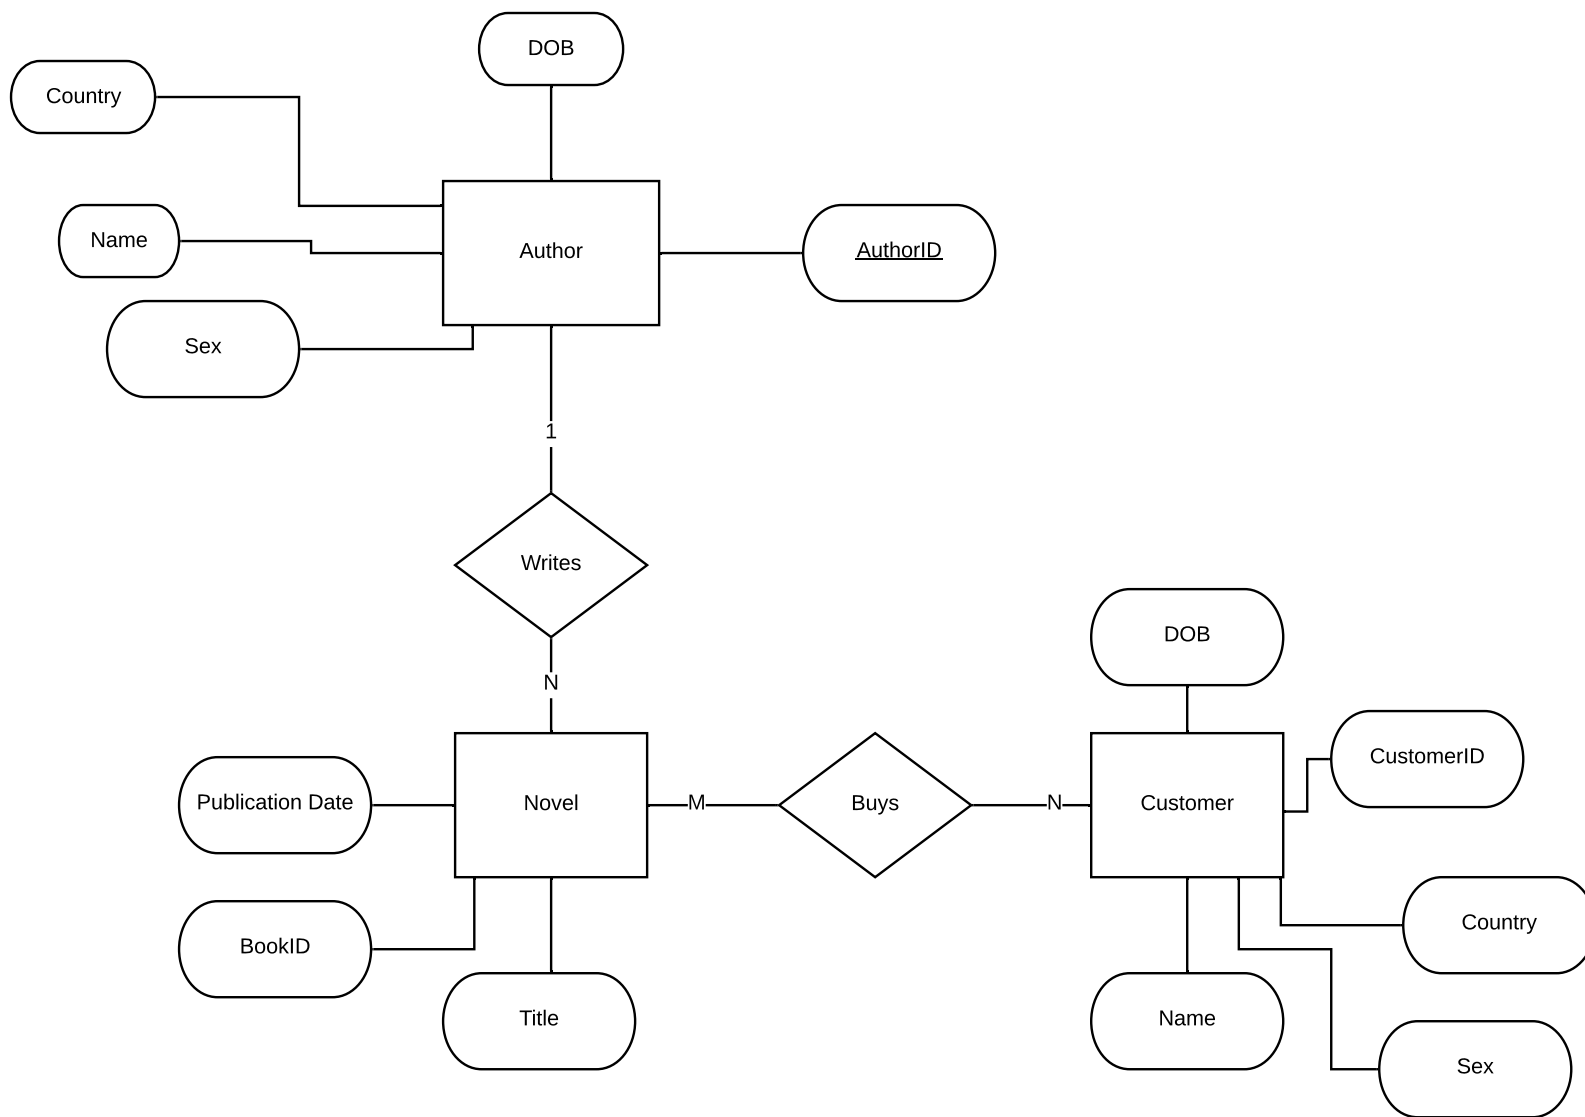 DOB
Country
Name
Author
AuthorID
Sex
1
Writes
N
DOB
CustomerID
Publication Date
Novel
M
Buys
N
Customer
Country
BookID
Title
Name
Sex